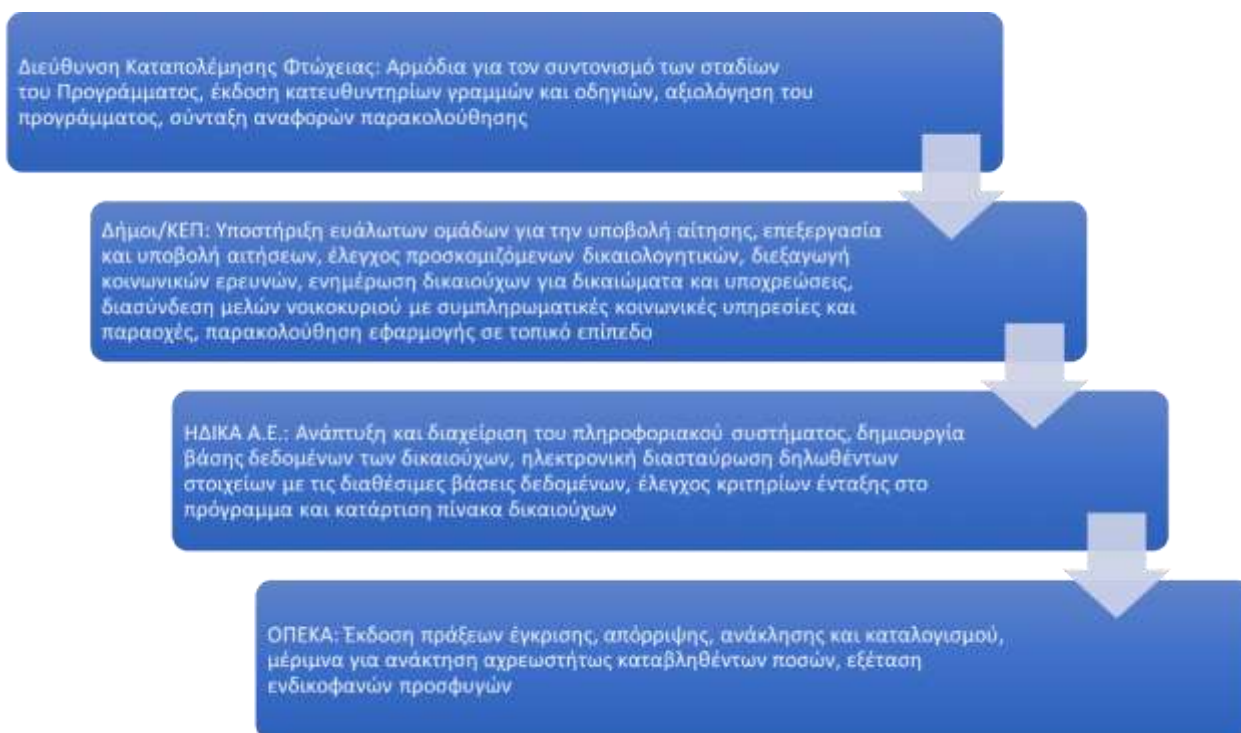 Διεύθυνση Καταπολέμησης Φτώχειας: Αρμόδια για τον συντονισμό των σταδίων
του Προγράμματος, έκδοση κατευθυντηρίων γραμμών και οδηγιών, αξιολόγηση του
προγράμματος, σύνταξη αναφορών παρακολούθησης
Δήμοι/ΚΕΠ: Υποστήριξη ευάλωτων ομάδων για την υποβολή αίτησης, επεξεργασία
και υποβολή αιτήσεων, έλεγχος προσκομιζόμενων δικαιολογητικών, διεξαγωγή
κοινωνικών ερευνών, ενημέρωση δικαιούχων για δικαιώματα και υποχρεώσεις,
διασύνδεση μελών νοικοκυριού με συμπληρωματικές κοινωνικές υπηρεσίες και
παραοχές, παρακολούθηση εφαρμογής σε τοπικό επίπεδο
ΗΔΙΚΑ Α.Ε.: Ανάπτυξη και διαχείριση του πληροφοριακού συστήματος, δημιουργία
βάσης δεδομένων των δικαιούχων, ηλεκτρονική διασταύρωση δηλωθέντων
στοιχείων με τις διαθέσιμες βάσεις δεδομένων, έλεγχος κριτηρίων ένταξης στο
πρόγραμμα και κατάρτιση πίνακα δικαιούχων
ΟΠΕΚΑ: Έκδοση πράξεων έγκρισης, απόρριψης, ανάκλησης και καταλογισμού,
μέριμνα για ανάκτηση αχρεωστήτως καταβληθέντων ποσών, εξέταση
ενδικοφανών προσφυγών